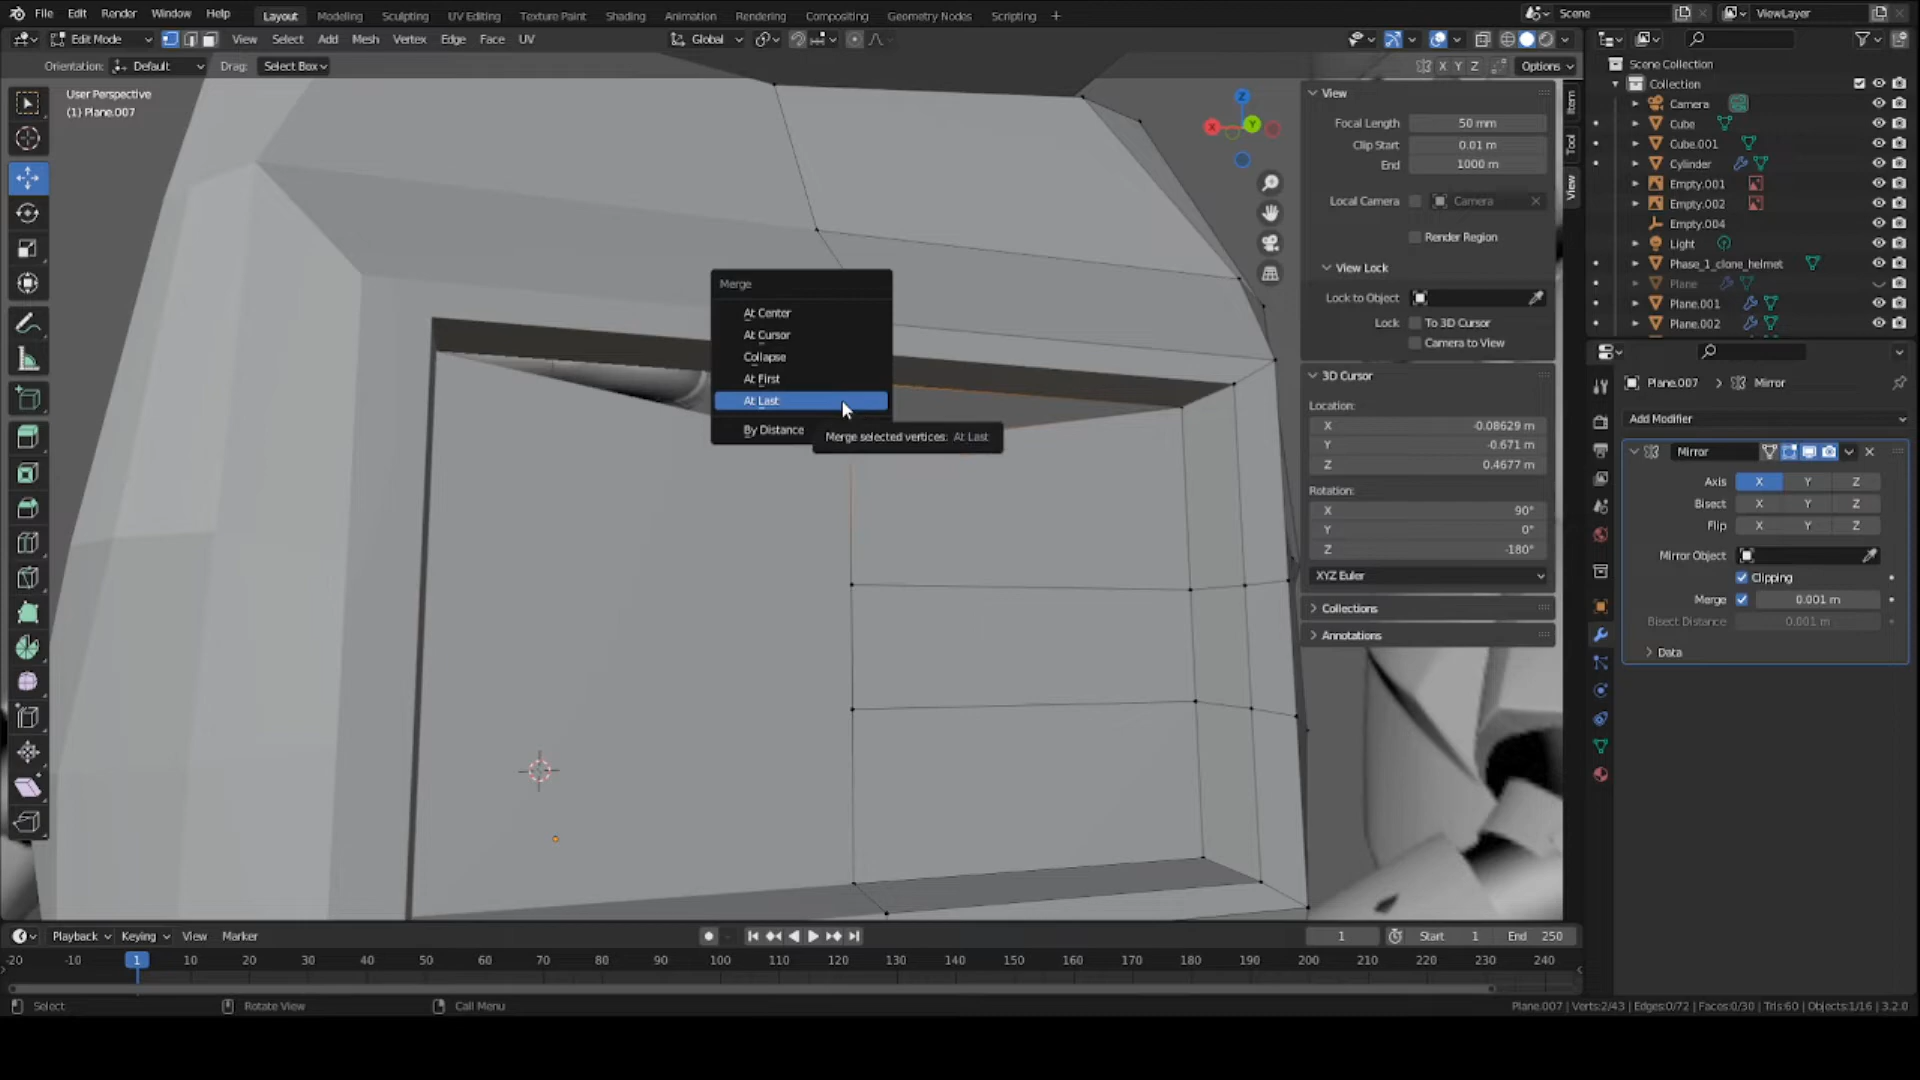 File Edit Render Window Help Layout Modeling Sculpting UV Editing Texture Paint Shading Animation Rendering Compositing Geometry Nodes Scripting + Scene ViewLayer
Edit Mode View Select Add Mesh Vertex Edge Face UV Global
Orientation: Default Drag: Select Box X Y Z Options
User Perspective
(1) Plane.007
Z
X Y
Merge
At Center
At Cursor
Collapse
At First
At Last
By Distance
Merge selected vertices: At Last
View
Focal Length 50 mm
Clip Start 0.01 m
End 1000 m
Local Camera Camera
Render Region
View Lock
Lock to Object
Lock To 3D Cursor
Camera to View
3D Cursor
Location:
X -0.08629 m
Y -0.671 m
Z 0.4677 m
Rotation:
X 90°
Y 0°
Z -180°
XYZ Euler
Collections
Annotations
Item
Tool
View
Scene Collection
Collection
Camera
Cube
Cube.001
Cylinder
Empty.001
Empty.002
Empty.004
Light
Phase_1_clone_helmet
Plane
Plane.001
Plane.002
Plane.007 > Mirror
Add Modifier
Mirror
Axis X Y Z
Bisect X Y Z
Flip X Y Z
Mirror Object
Clipping
Merge 0.001 m
Bisect Distance 0.001 m
Data
Playback Keying View Marker 1 Start 1 End 250
-20 -10 1 10 20 30 40 50 60 70 80 90 100 110 120 130 140 150 160 170 180 190 200 210 220 230 240
Select Rotate View Call Menu Plane.007 | Verts:2/43 | Edges:0/72 | Faces:0/30 | Tris:60 | Objects:1/16 | 3.2.0